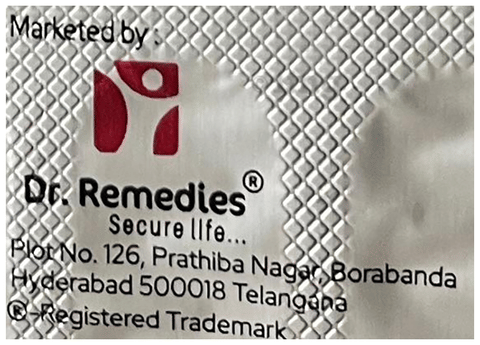 Marketed by :
Dr. Remedies®
Secure life...
Plot No. 126, Prathiba Nagar, Borabanda
Hyderabad 500018 Telangana
®-Registered Trademark